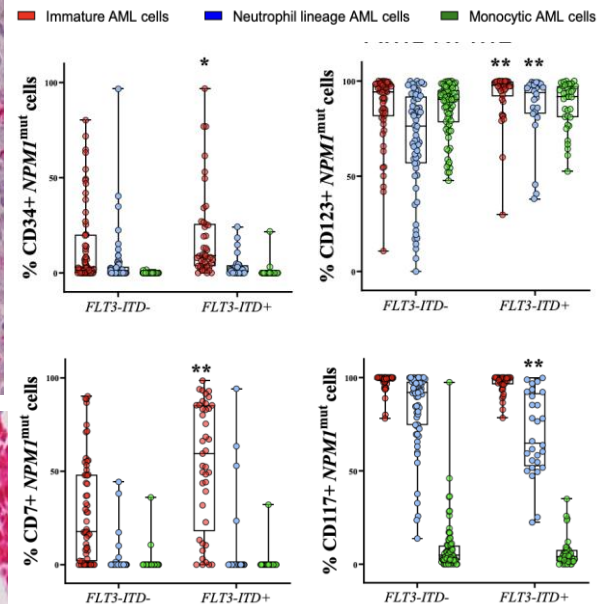 Immature AML cells Neutrophil lineage AML cells Monocytic AML cells
% CD34+ NPM1mut cells
100
50
0
*
FLT3-ITD- FLT3-ITD+
% CD123+ NPM1mut cells
100
50
0
** **
FLT3-ITD- FLT3-ITD+
% CD7+ NPM1mut cells
100
50
0
**
FLT3-ITD- FLT3-ITD+
% CD117+ NPM1mut cells
100
50
0
**
FLT3-ITD- FLT3-ITD+